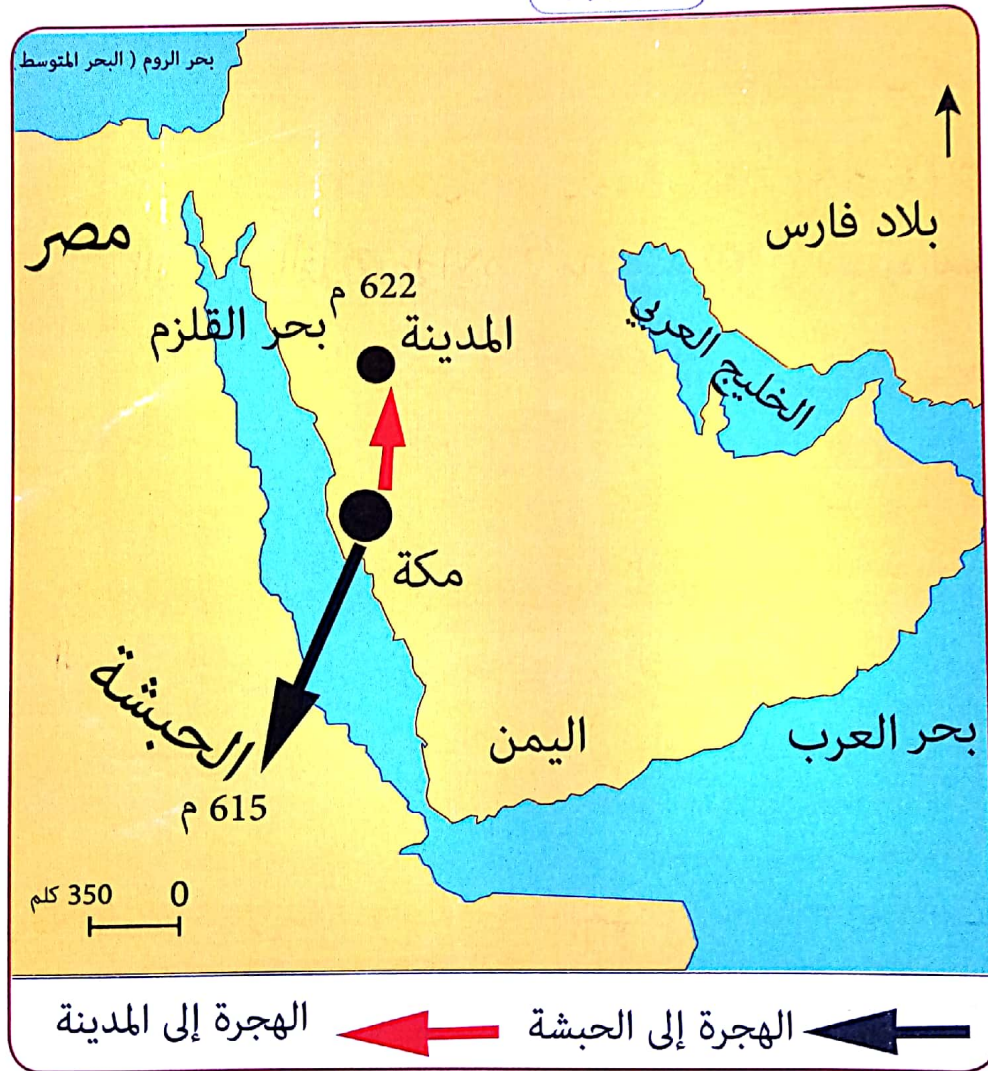 بحر الروم ( البحر المتوسط
مصر
بلاد فارس
622 م
بحر القلزم
المدينة
الخليج العربي
مكة
الحبشة
615 م
اليمن
بحر العرب
0 350 كلم
الهجرة إلى الحبشة
الهجرة إلى المدينة